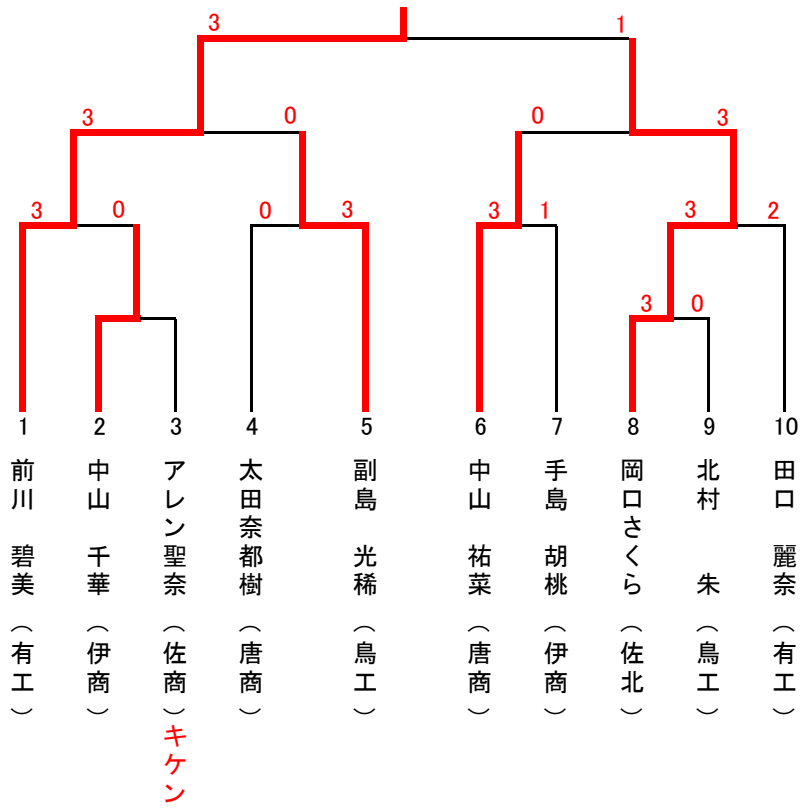 3 1
3 0 0 3
3 0 0 3 3 1 3 2
3 0
1 2 3 4 5 6 7 8 9 10
前川 碧美（有工）
中山 千華（伊商）
アレン聖奈（佐商）キケン
太田奈都樹（唐商）
副島 光稀（鳥工）
中山 祐菜（唐商）
手島 胡桃（伊商）
岡口さくら（佐北）
北村 朱（鳥工）
田口 麗奈（有工）